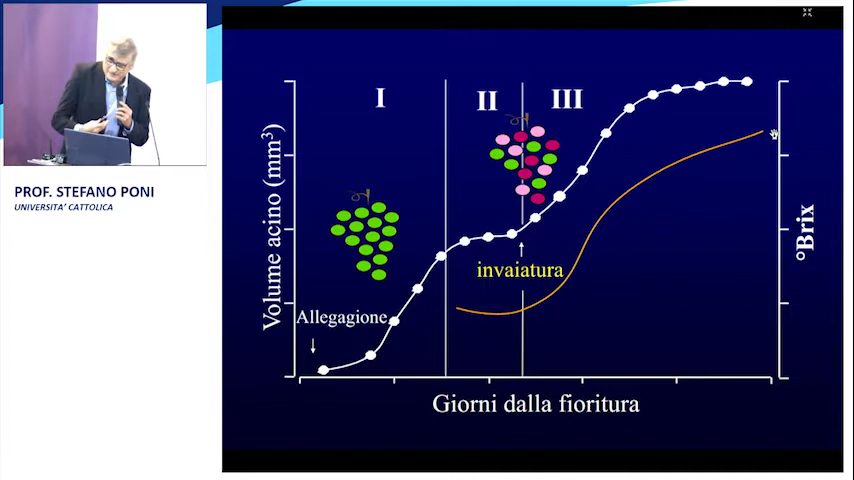 PROF. STEFANO PONI
UNIVERSITA' CATTOLICA
I
II
III
Volume acino (mm³)
Allegagione
invaiatura
°Brix
Giorni dalla fioritura